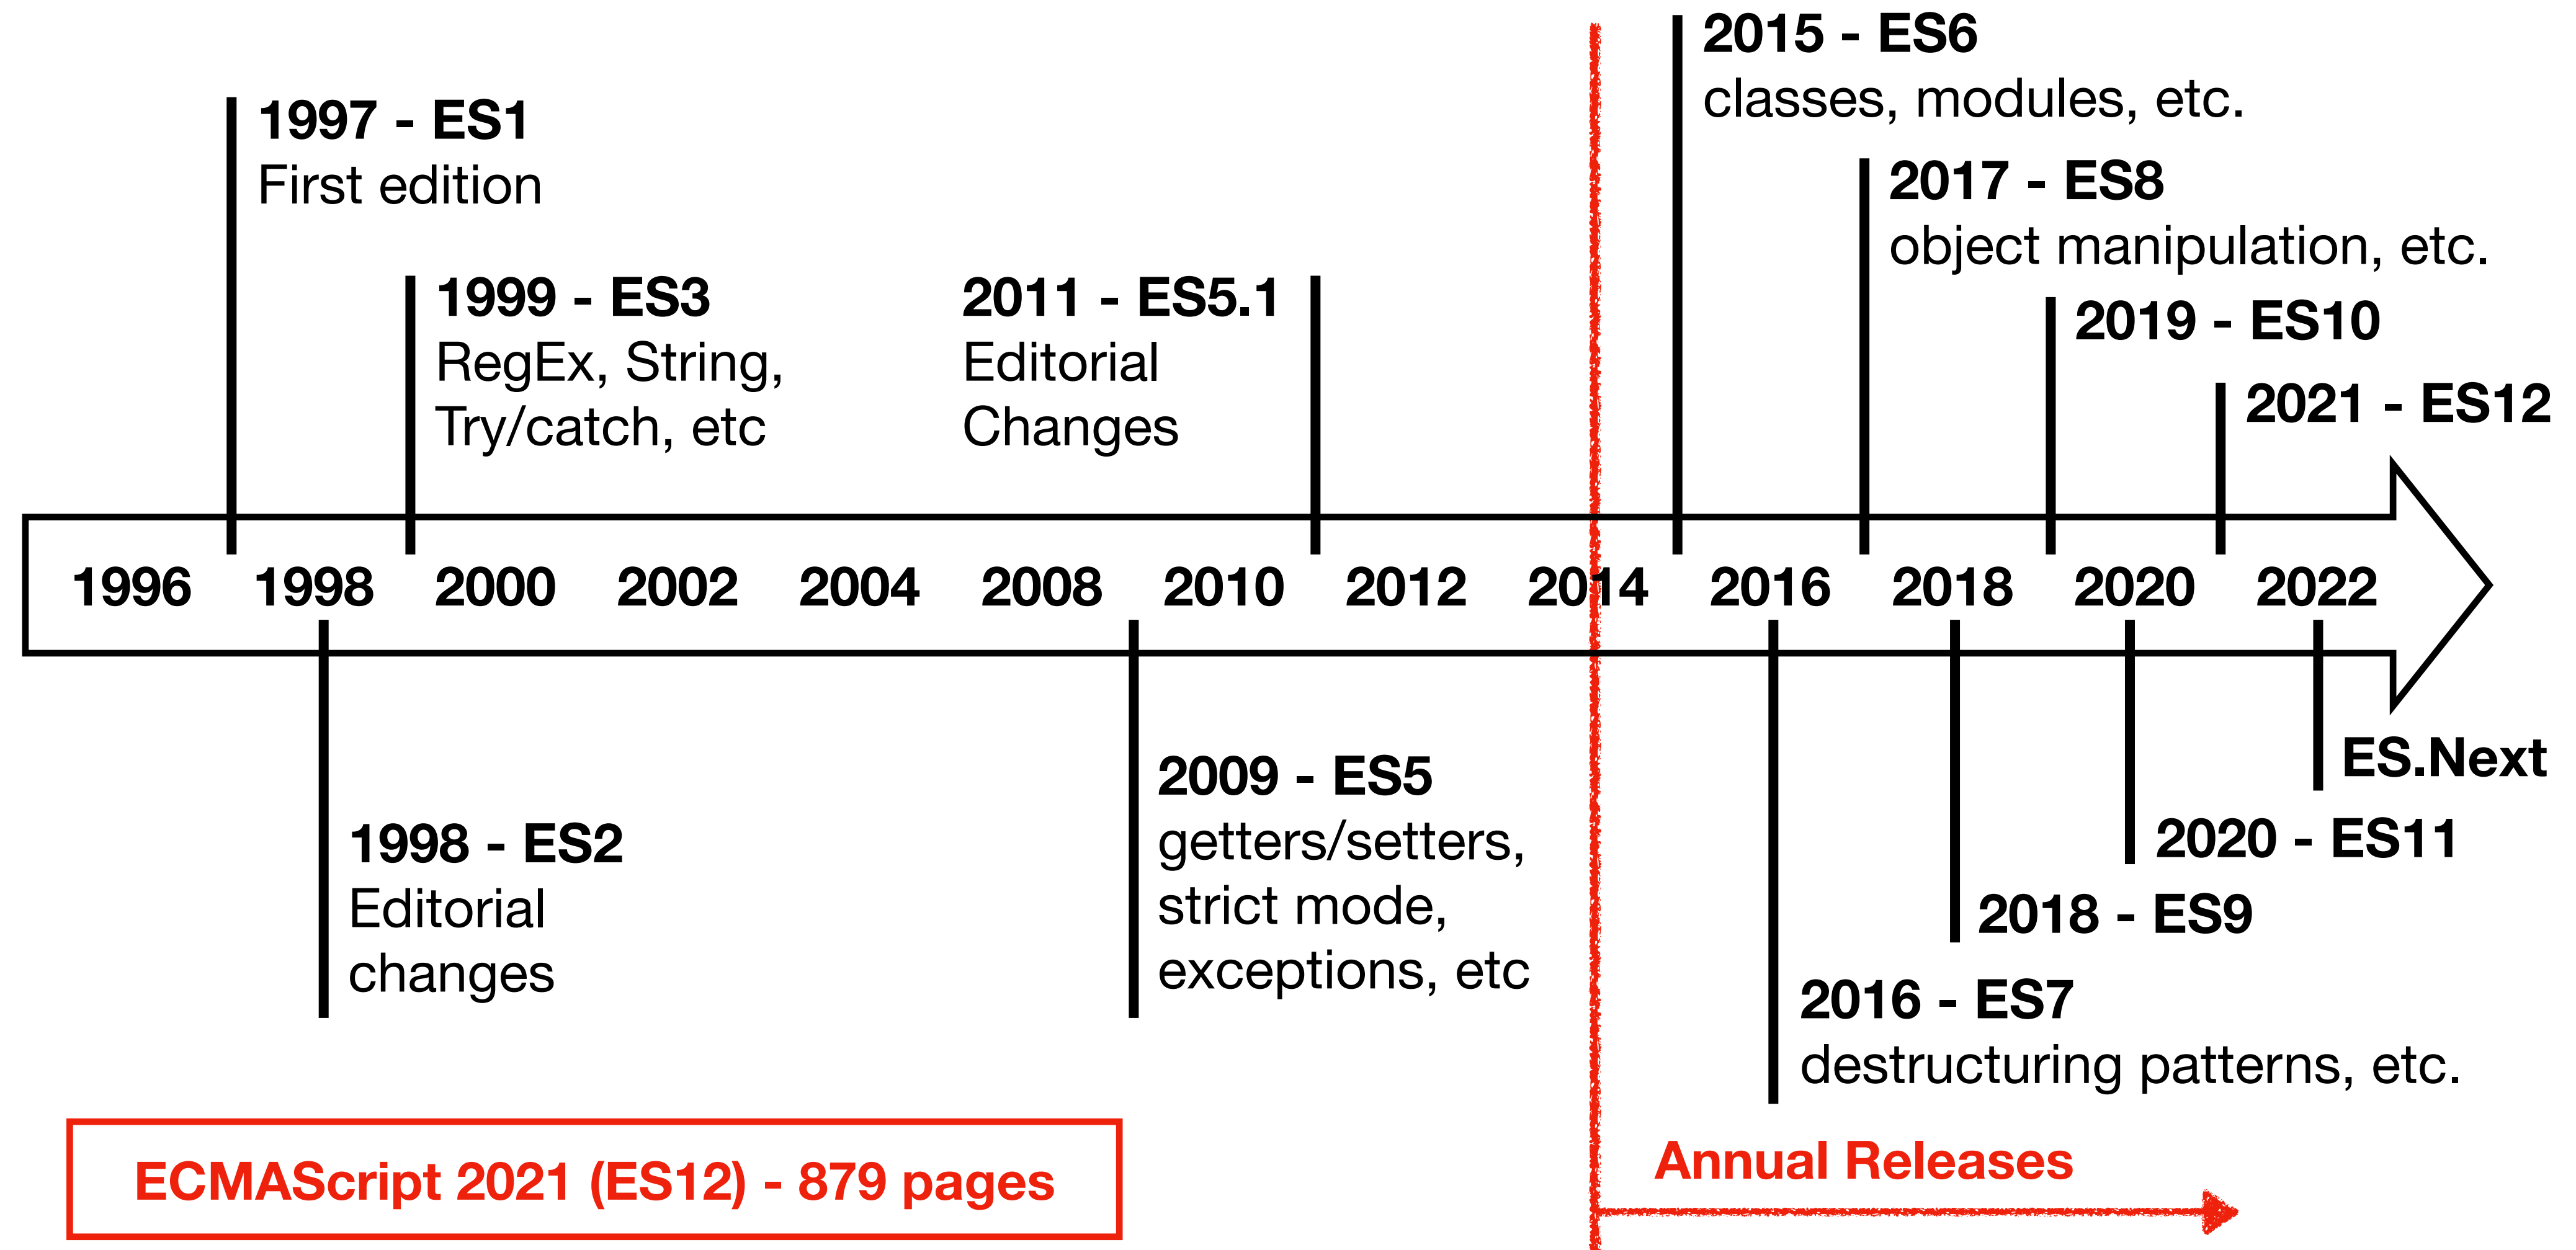 2015 - ES6
classes, modules, etc.
1997 - ES1
First edition
2017 - ES8
object manipulation, etc.
1999 - ES3
RegEx, String,
Try/catch, etc
2011 - ES5.1
Editorial
Changes
2019 - ES10
2021 - ES12
1996 1998 2000 2002 2004 2008 2010 2012 2014 2016 2018 2020 2022
ES.Next
2009 - ES5
getters/setters,
strict mode,
exceptions, etc
1998 - ES2
Editorial
changes
2020 - ES11
2018 - ES9
2016 - ES7
destructuring patterns, etc.
Annual Releases
ECMAScript 2021 (ES12) - 879 pages